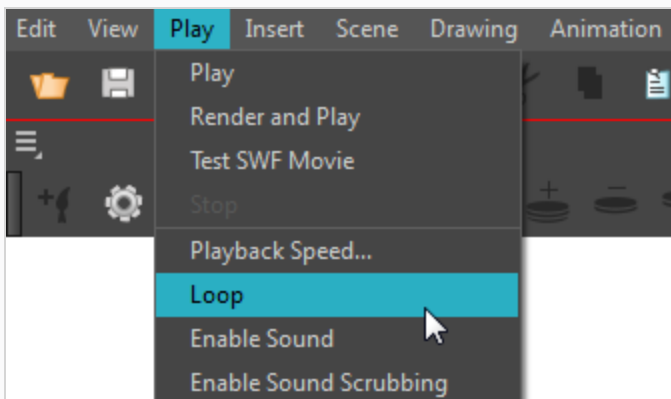 Edit View Play Insert Scene Drawing Animation
Play
Render and Play
Test SWF Movie
Stop
Playback Speed...
Loop
Enable Sound
Enable Sound Scrubbing